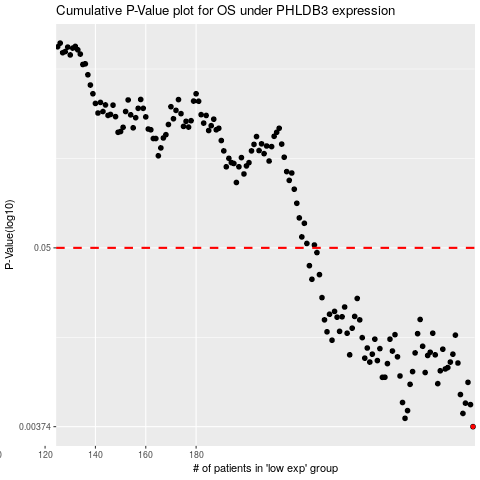 Cumulative P-Value plot for OS under PHLDB3 expression
P-Value(log10)
0.05
0.00374
0
120
140
160
180
# of patients in 'low exp' group